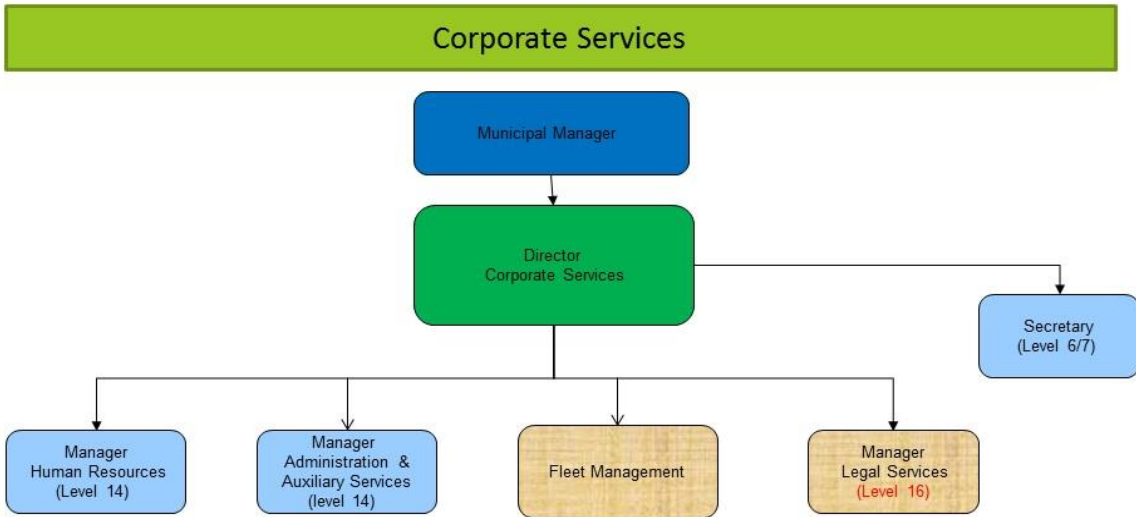 Corporate Services
Municipal Manager
Director
Corporate Services
Secretary
(Level 6/7)
Manager
Human Resources
(Level 14)
Manager
Administration &
Auxiliary Services
(level 14)
Fleet Management
Manager
Legal Services
(Level 16)